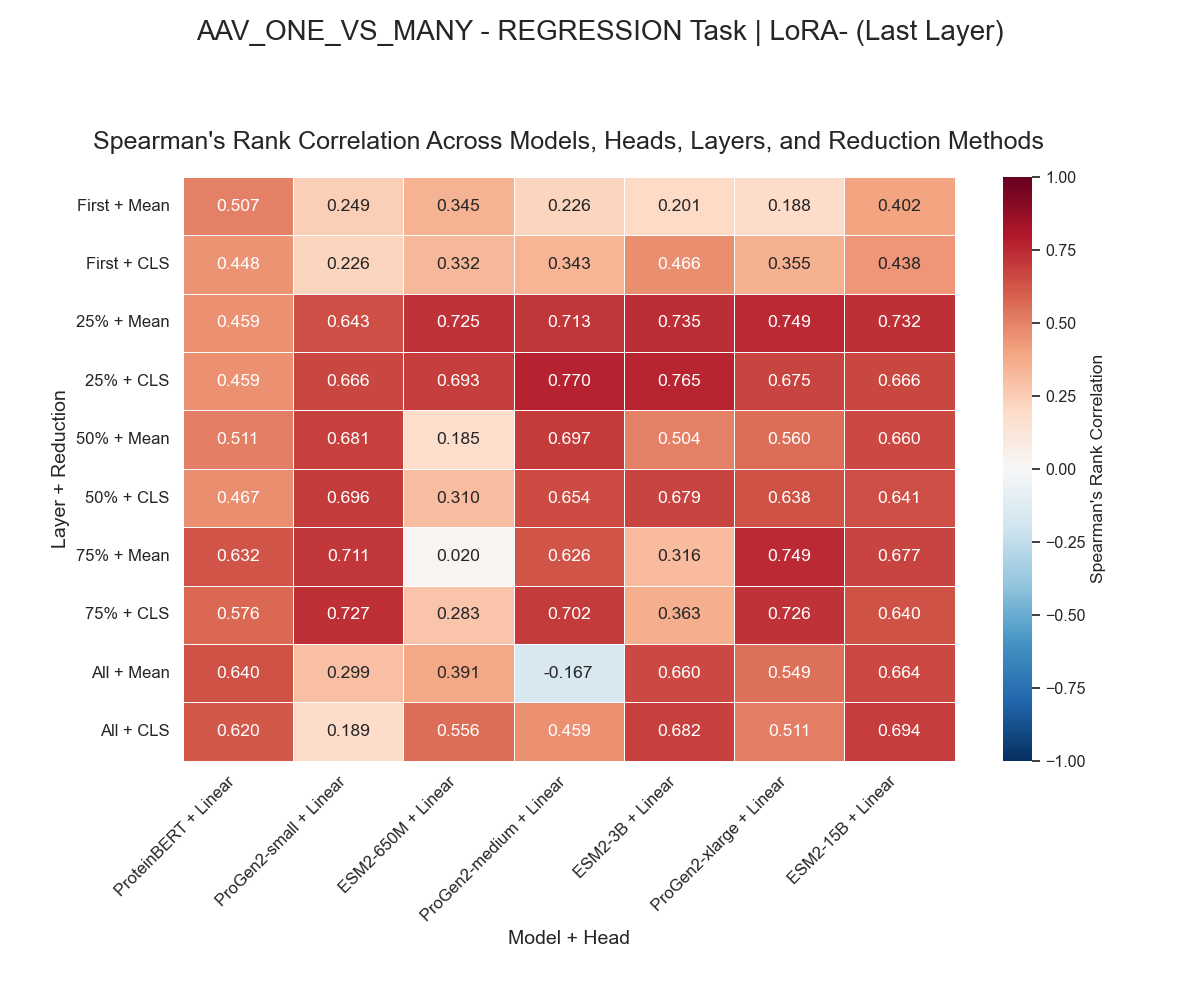 AAV_ONE_VS_MANY - REGRESSION Task | LoRA- (Last Layer)
Spearman's Rank Correlation Across Models, Heads, Layers, and Reduction Methods
Layer + Reduction
First + Mean 0.507 0.249 0.345 0.226 0.201 0.188 0.402
First + CLS 0.448 0.226 0.332 0.343 0.466 0.355 0.438
25% + Mean 0.459 0.643 0.725 0.713 0.735 0.749 0.732
25% + CLS 0.459 0.666 0.693 0.770 0.765 0.675 0.666
50% + Mean 0.511 0.681 0.185 0.697 0.504 0.560 0.660
50% + CLS 0.467 0.696 0.310 0.654 0.679 0.638 0.641
75% + Mean 0.632 0.711 0.020 0.626 0.316 0.749 0.677
75% + CLS 0.576 0.727 0.283 0.702 0.363 0.726 0.640
All + Mean 0.640 0.299 0.391 -0.167 0.660 0.549 0.664
All + CLS 0.620 0.189 0.556 0.459 0.682 0.511 0.694
ProteinBERT + Linear
ProGen2-small + Linear
ESM2-650M + Linear
ProGen2-medium + Linear
ESM2-3B + Linear
ProGen2-xlarge + Linear
ESM2-15B + Linear
Model + Head
1.00
0.75
0.50
0.25
0.00
−0.25
−0.50
−0.75
−1.00
Spearman's Rank Correlation